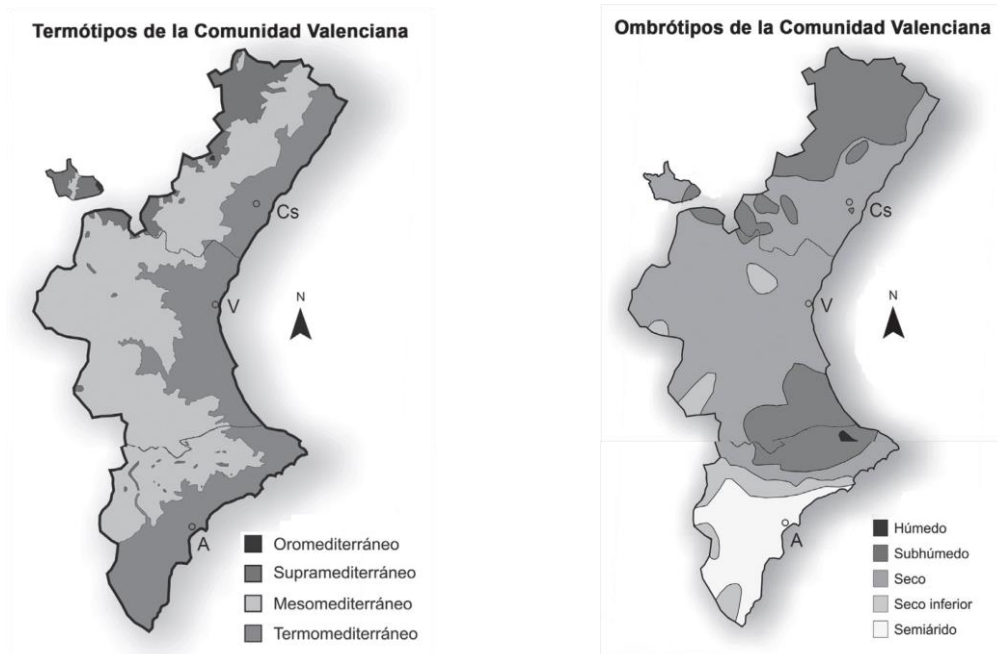 Termótipos de la Comunidad Valenciana
Cs
V
N
A
Oromediterráneo
Supramediterráneo
Mesomediterráneo
Termomediterráneo
Ombrótipos de la Comunidad Valenciana
Cs
V
N
A
Húmedo
Subhúmedo
Seco
Seco inferior
Semiárido